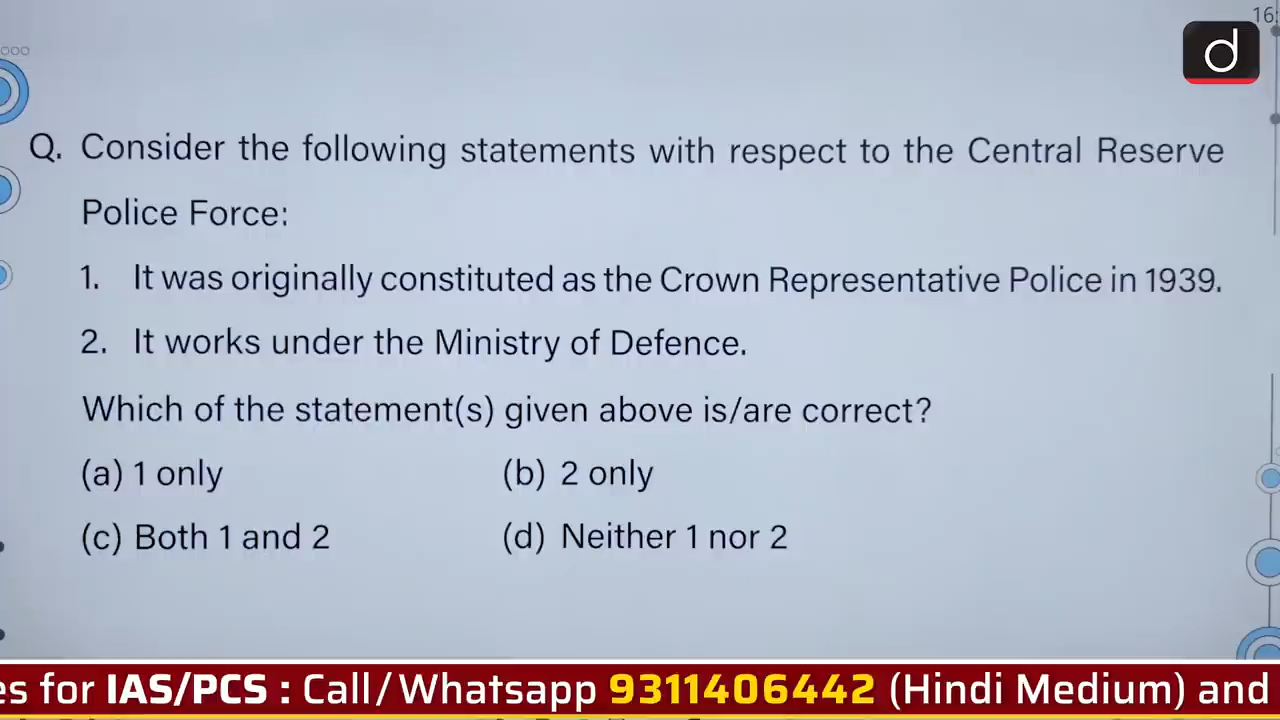 16:
d
Q. Consider the following statements with respect to the Central Reserve
Police Force:
1. It was originally constituted as the Crown Representative Police in 1939.
2. It works under the Ministry of Defence.
Which of the statement(s) given above is/are correct?
(a) 1 only (b) 2 only
(c) Both 1 and 2 (d) Neither 1 nor 2
es for IAS/PCS : Call/Whatsapp 9311406442 (Hindi Medium) and